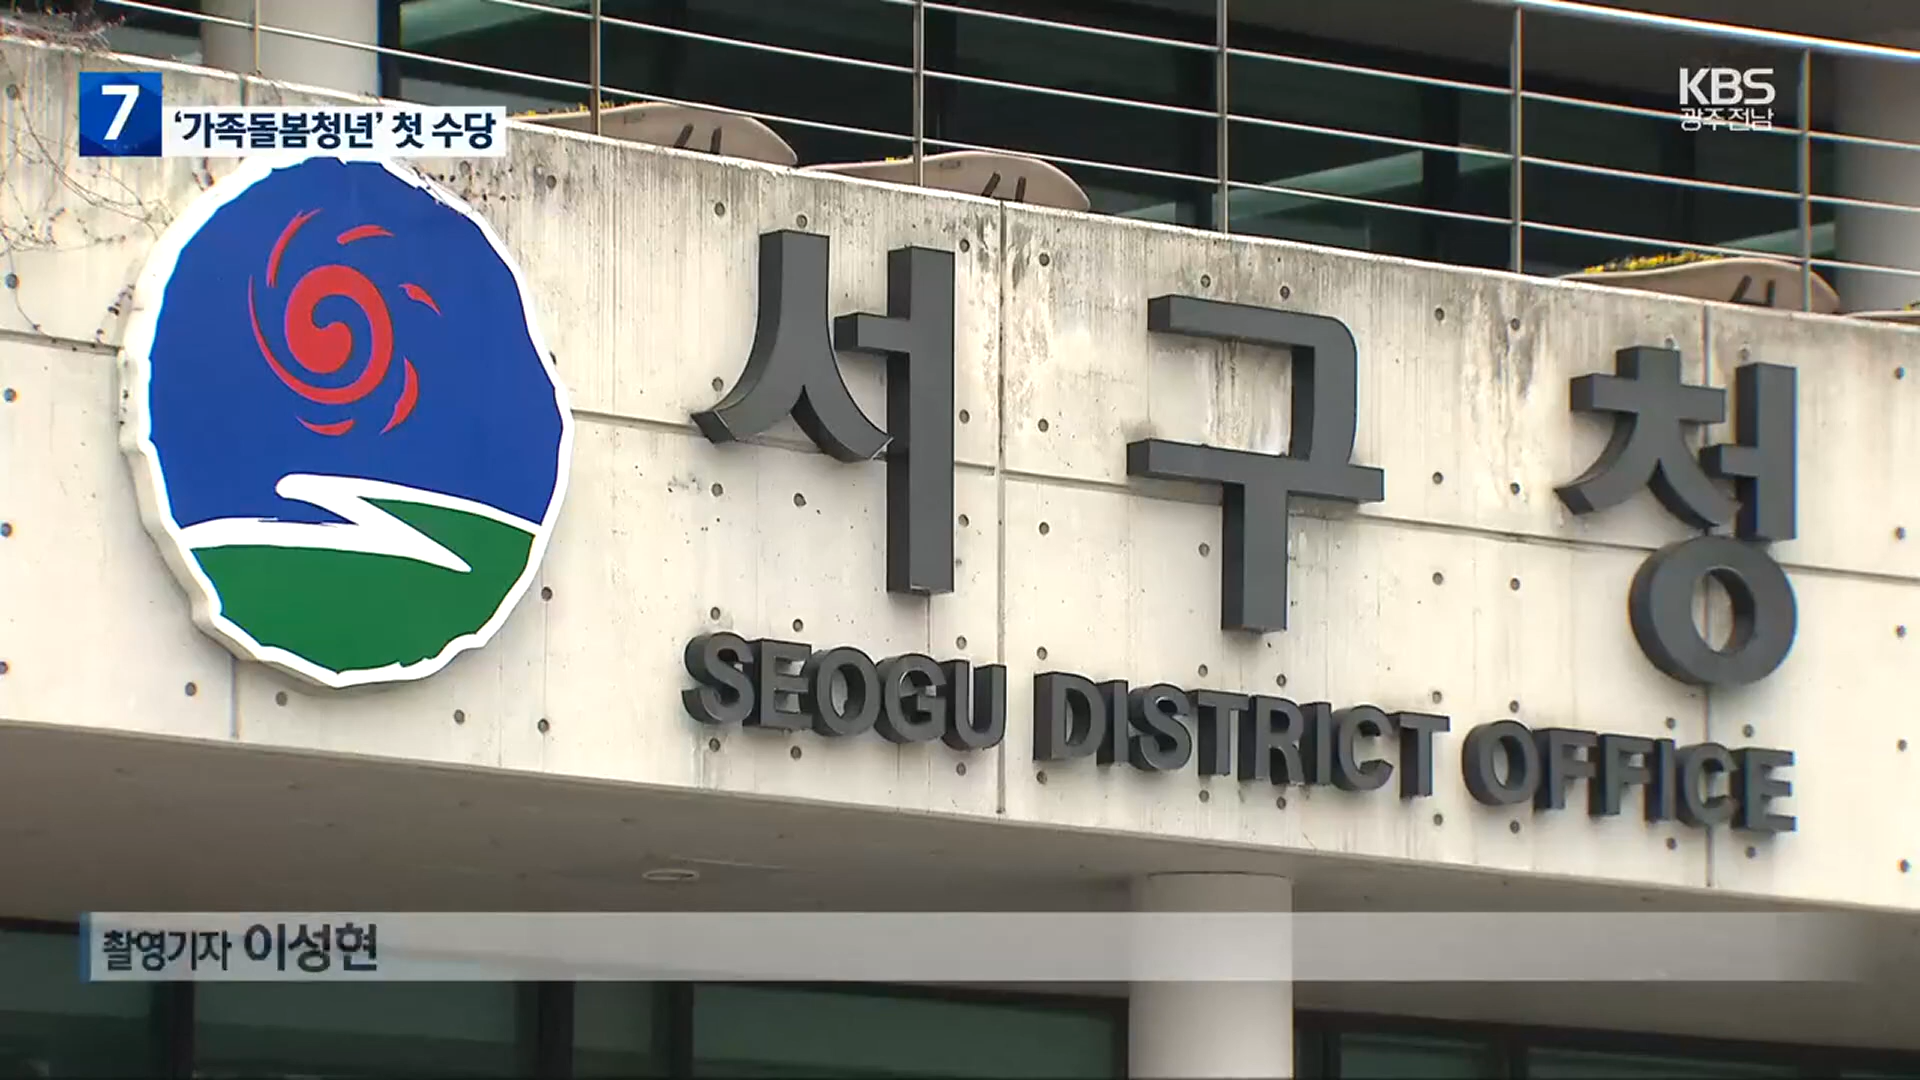 7 '가족돌봄청년' 첫 수당
KBS
광주전남
서구청
SEOGU DISTRICT OFFICE
촬영기자 이성현